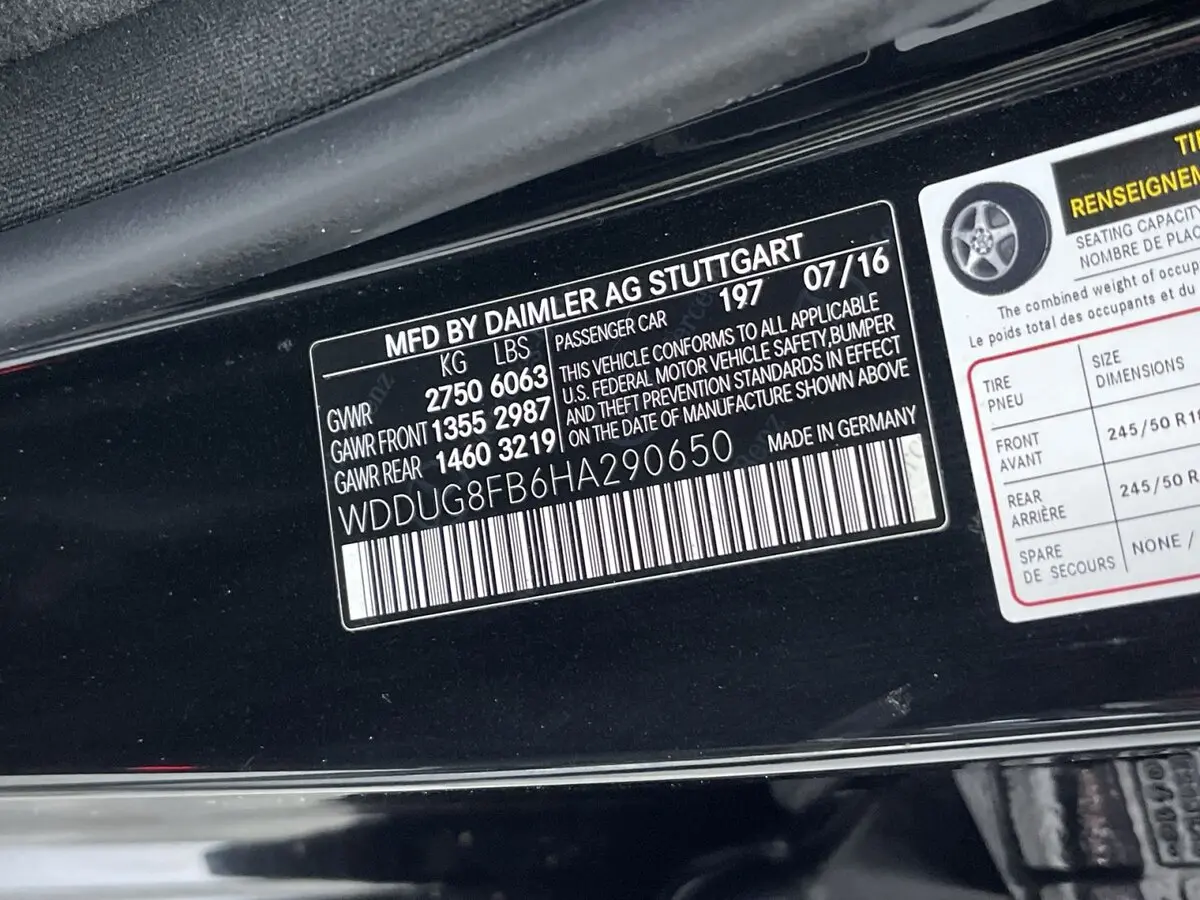 MFD BY DAIMLER AG STUTTGART
KG LBS
GVWR 2750 6063
GAWR FRONT 1355 2987
GAWR REAR 1460 3219
PASSENGER CAR 197 07/16
THIS VEHICLE CONFORMS TO ALL APPLICABLE
U.S. FEDERAL MOTOR VEHICLE SAFETY,BUMPER
AND THEFT PREVENTION STANDARDS IN EFFECT
ON THE DATE OF MANUFACTURE SHOWN ABOVE
WDDUG8FB6HA290650 MADE IN GERMANY
SEATING CAPACITY
NOMBRE DE
The combined weight of
Le poids total des occupants et du
TIRE SIZE
PNEU DIMENSIONS
FRONT 245/50
AVANT
REAR 245/50 R
ARRIÈRE
SPARE NONE /
DE SECOURS